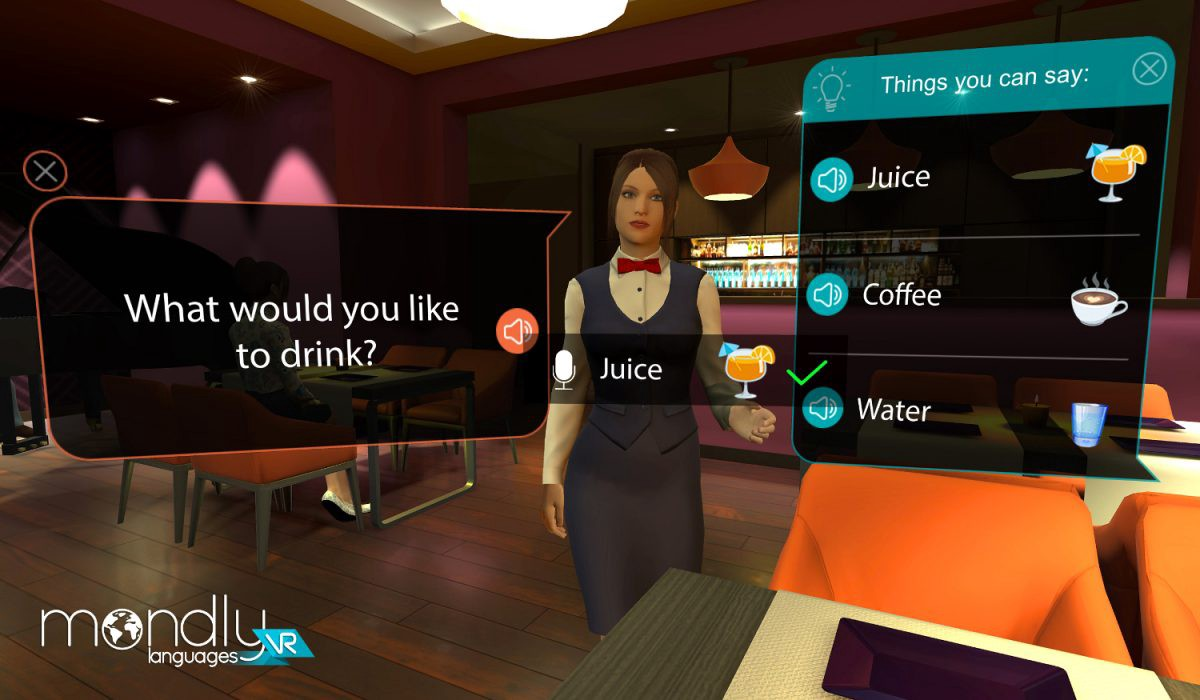 What would you like
to drink?
Juice
Things you can say:
Juice
Coffee
Water
mondly
languages VR